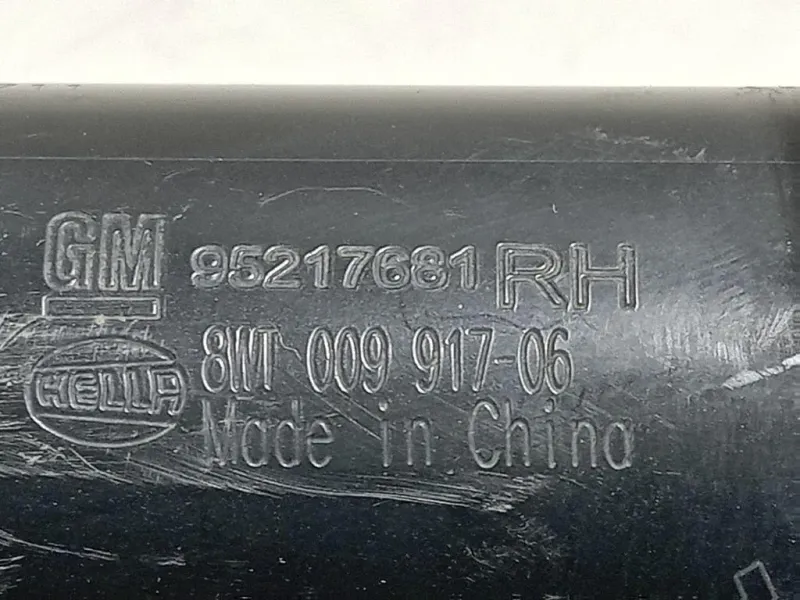 GM 95217681 RH
HELLA 8WT 009 917-06
Made in China